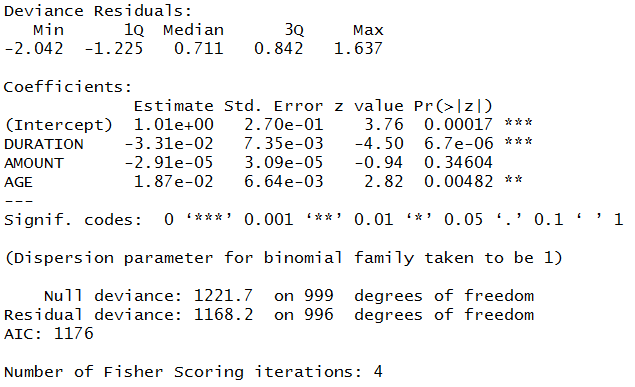 Deviance Residuals:
   Min      1Q  Median      3Q     Max
-2.042  -1.225   0.711   0.842   1.637

Coefficients:
             Estimate Std. Error z value Pr(>|z|)
(Intercept)  1.01e+00   2.70e-01    3.76  0.00017 ***
DURATION    -3.31e-02   7.35e-03   -4.50  6.7e-06 ***
AMOUNT      -2.91e-05   3.09e-05   -0.94  0.34604
AGE          1.87e-02   6.64e-03    2.82  0.00482 **
---
Signif. codes:  0 ‘***’ 0.001 ‘**’ 0.01 ‘*’ 0.05 ‘.’ 0.1 ‘ ’ 1

(Dispersion parameter for binomial family taken to be 1)

    Null deviance: 1221.7  on 999  degrees of freedom
Residual deviance: 1168.2  on 996  degrees of freedom
AIC: 1176

Number of Fisher Scoring iterations: 4